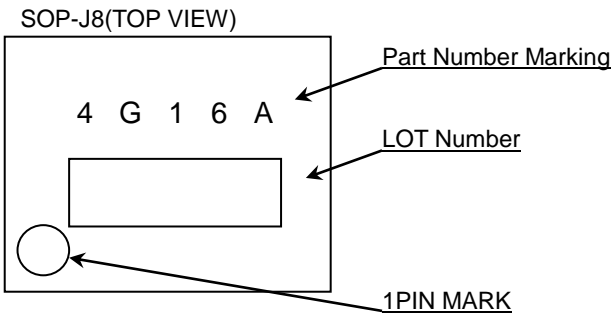 SOP-J8(TOP VIEW)
Part Number Marking
4 G 1 6 A
LOT Number
1PIN MARK